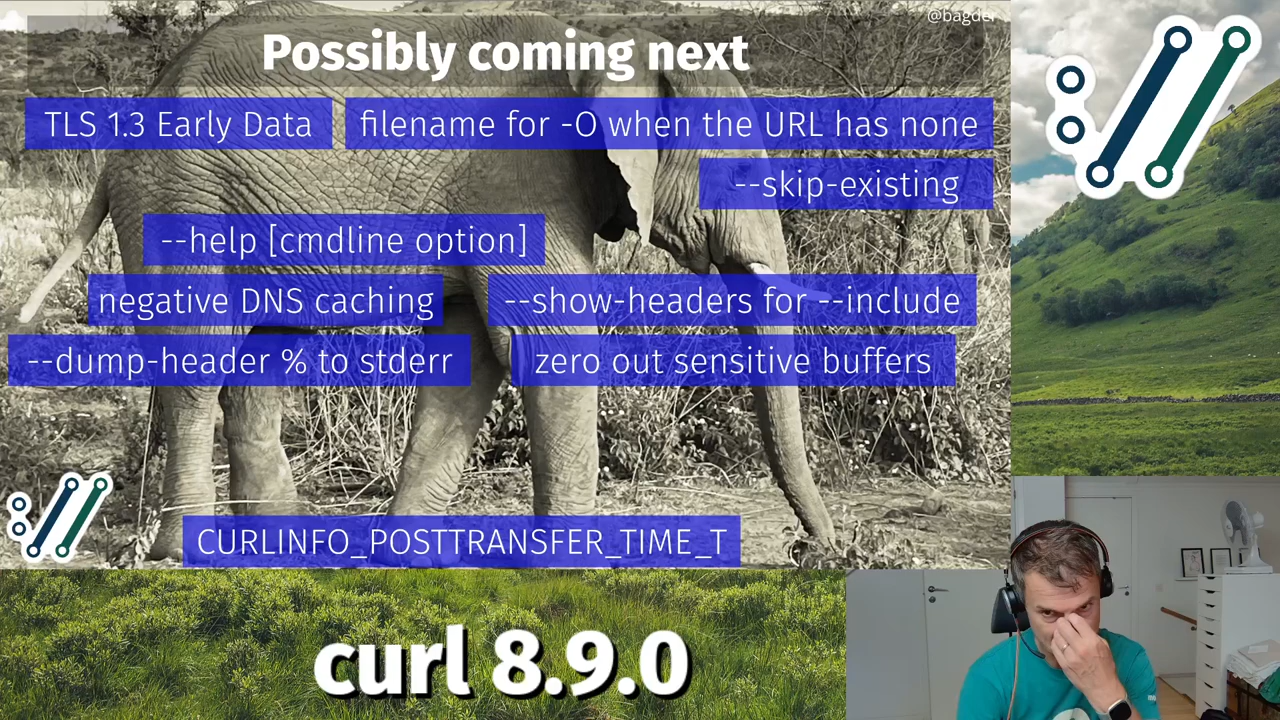 @bagder
Possibly coming next
TLS 1.3 Early Data
filename for -O when the URL has none
--skip-existing
--help [cmdline option]
negative DNS caching
--show-headers for --include
--dump-header % to stderr
zero out sensitive buffers
CURLINFO_POSTTRANSFER_TIME_T
curl 8.9.0